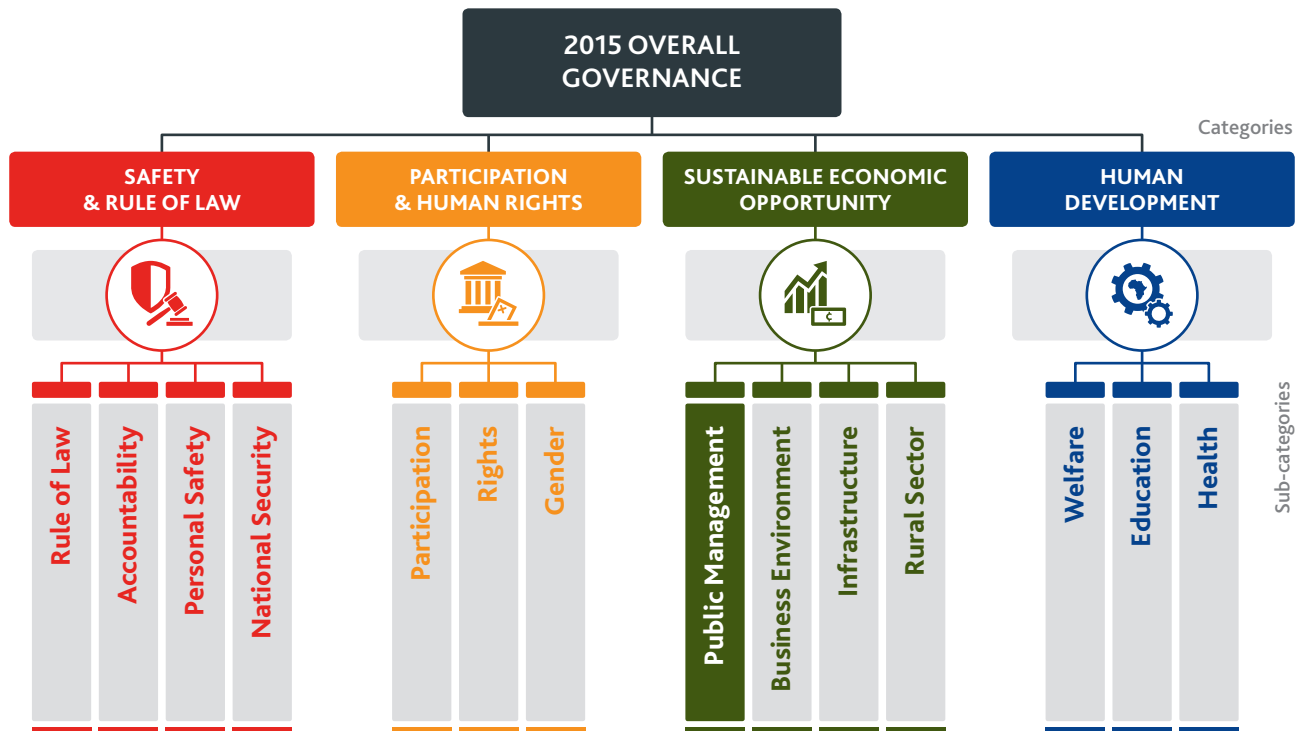 2015 OVERALL
GOVERNANCE
Categories
SAFETY
& RULE OF LAW
PARTICIPATION
& HUMAN RIGHTS
SUSTAINABLE ECONOMIC
OPPORTUNITY
HUMAN
DEVELOPMENT
¢
Rule of Law
Accountability
Personal Safety
National Security
Participation
Rights
Gender
Public Management
Business Environment
Infrastructure
Rural Sector
Welfare
Education
Health
Sub-categories